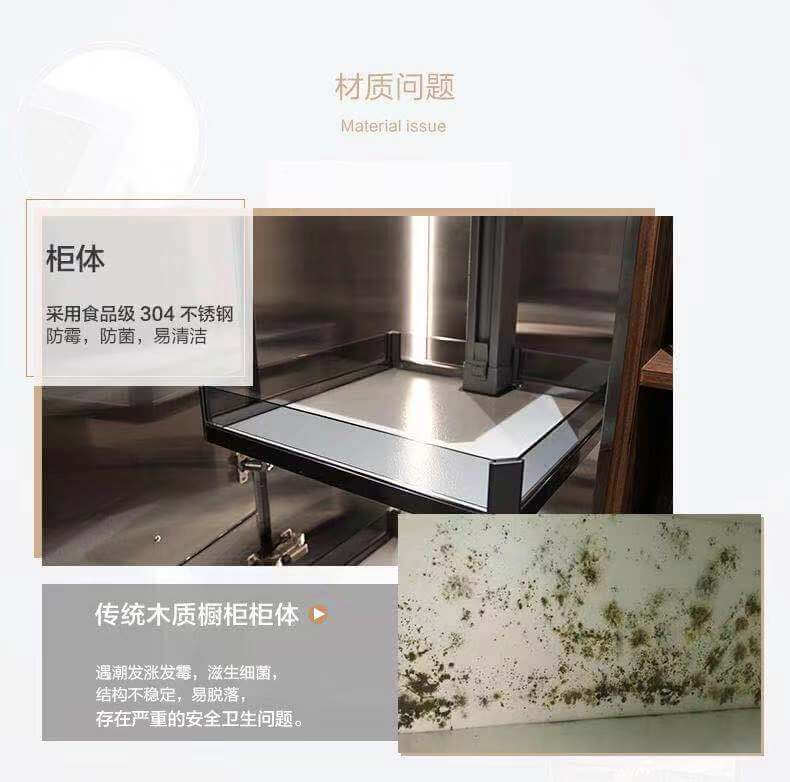 材质问题
Material issue
柜体
采用食品级 304 不锈钢
防霉，防菌，易清洁
传统木质橱柜柜体
遇潮发涨发霉，滋生细菌，
结构不稳定，易脱落，
存在严重的安全卫生问题。